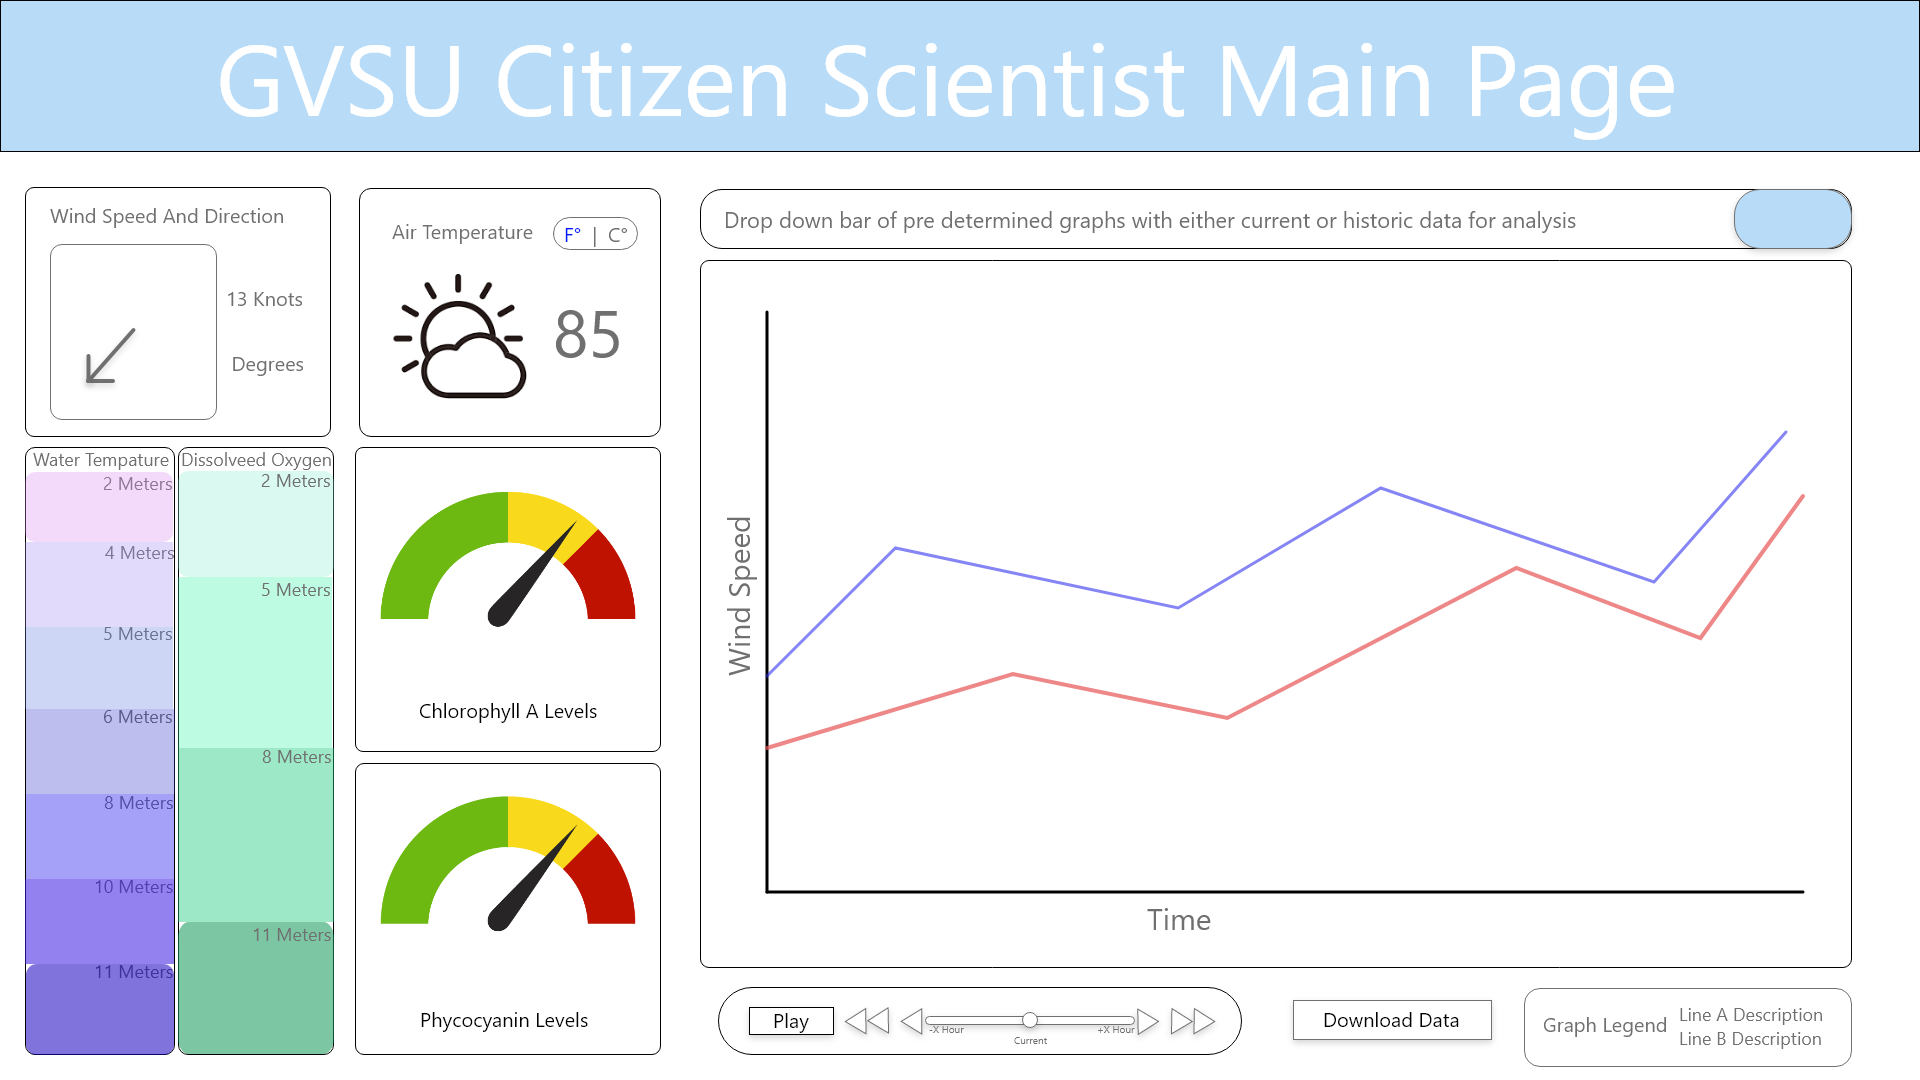 GVSU Citizen Scientist Main Page
Wind Speed And Direction
13 Knots
Degrees
Air Temperature
F° | C°
85
Water Tempature
2 Meters
4 Meters
5 Meters
6 Meters
8 Meters
10 Meters
11 Meters
Dissolveed Oxygen
2 Meters
5 Meters
8 Meters
11 Meters
Chlorophyll A Levels
Phycocyanin Levels
Drop down bar of pre determined graphs with either current or historic data for analysis
Wind Speed
Time
Play
-X Hour
+X Hour
Current
Download Data
Graph Legend
Line A Description
Line B Description